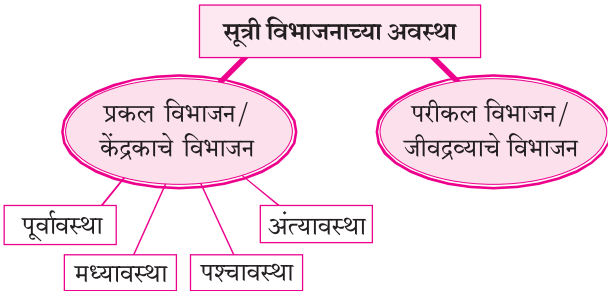 सूत्री विभाजनाच्या अवस्था
प्रकल विभाजन/
केंद्रकाचे विभाजन
परीकल विभाजन/
जीवद्रव्याचे विभाजन
पूर्वावस्था
मध्यावस्था
पश्चावस्था
अंत्यावस्था